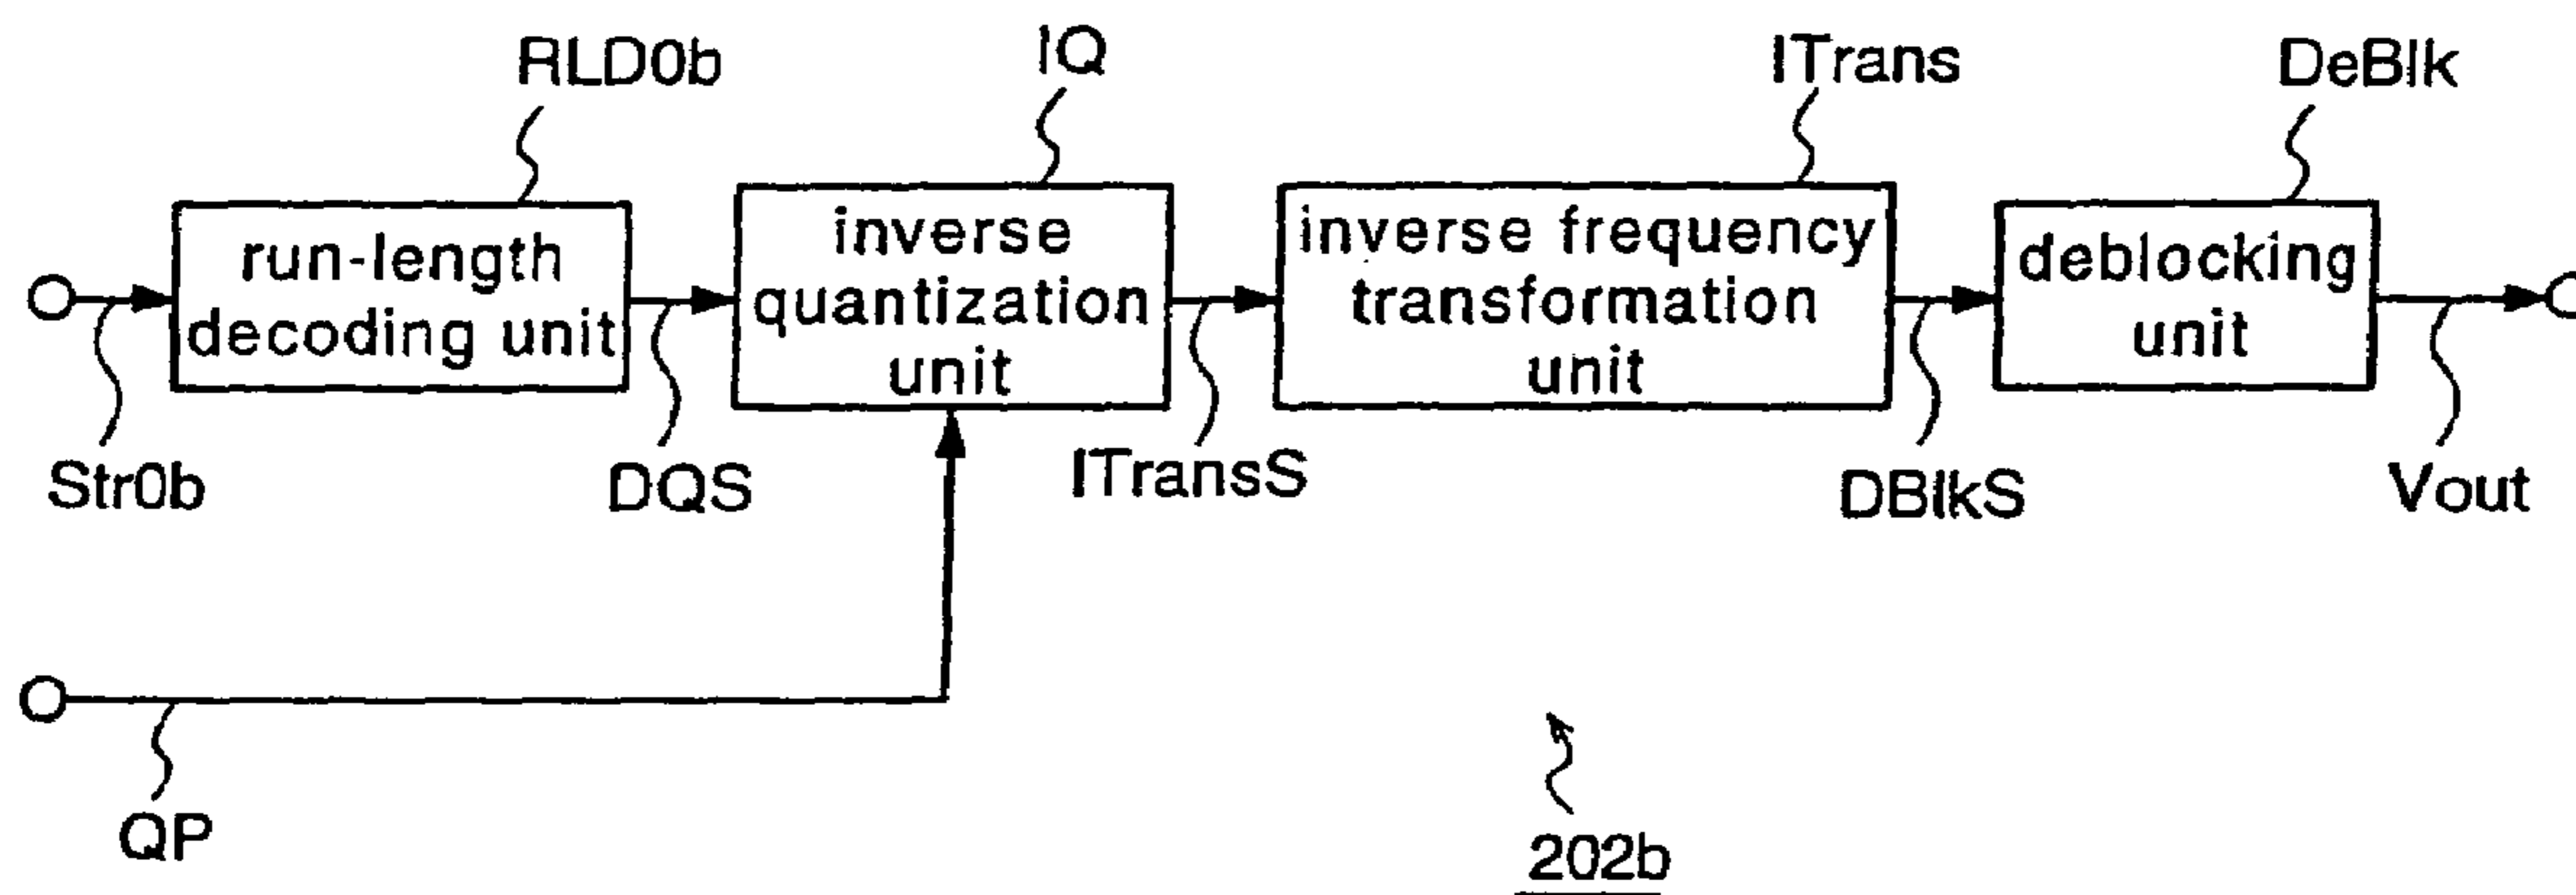 RLD0b
IQ
ITrans
DeBlk
run-length
decoding unit
inverse
quantization
unit
inverse frequency
transformation
unit
deblocking
unit
Str0b
DQS
ITransS
DBlkS
Vout
QP
202b